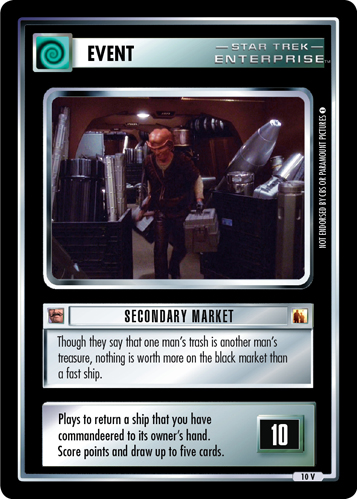 EVENT
STAR TREK
ENTERPRISE™
NOT ENDORSED BY CBS OR PARAMOUNT PICTURES
SECONDARY MARKET
Though they say that one man's trash is another man's
treasure, nothing is worth more on the black market than
a fast ship.
Plays to return a ship that you have
commandeered to its owner's hand.
Score points and draw up to five cards.
10
10 V